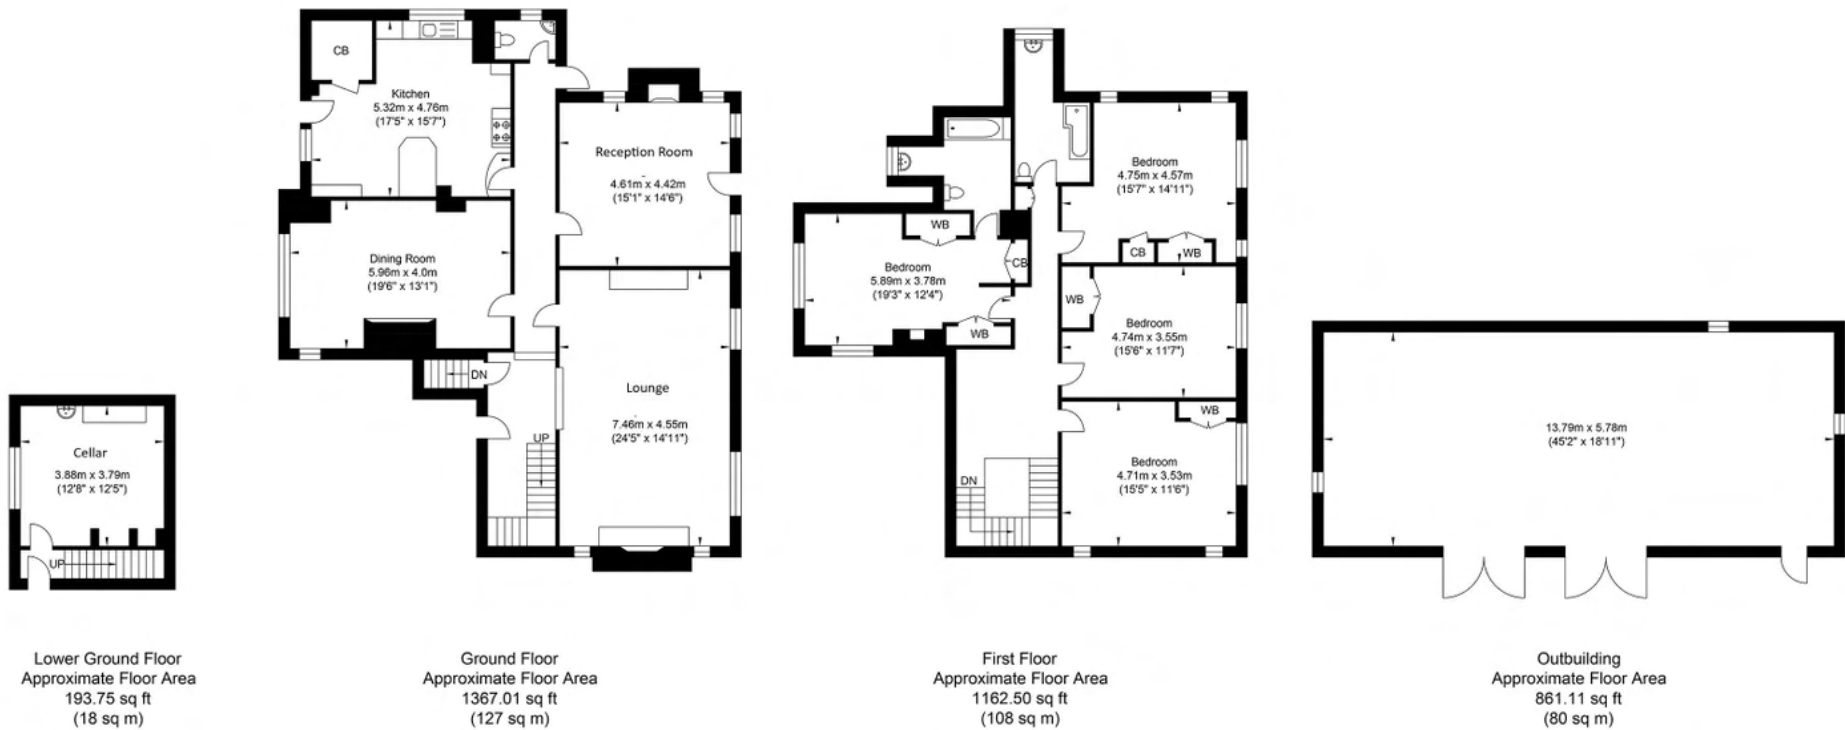 Cellar
3.88m x 3.79m
(12'8" x 12'5")
UP
Lower Ground Floor
Approximate Floor Area
193.75 sq ft
(18 sq m)
CB
Kitchen
5.32m x 4.76m
(17'5" x 15'7")
Reception Room
4.61m x 4.42m
(15'1" x 14'6")
Dining Room
5.96m x 4.0m
(19'6" x 13'1")
DN
UP
Lounge
7.46m x 4.55m
(24'5" x 14'11")
Ground Floor
Approximate Floor Area
1367.01 sq ft
(127 sq m)
Bedroom
4.75m x 4.57m
(15'7" x 14'11")
CB
WB
WB
Bedroom
5.89m x 3.78m
(19'3" x 12'4")
CB
WB
WB
Bedroom
4.74m x 3.55m
(15'6" x 11'7")
WB
Bedroom
4.71m x 3.53m
(15'5" x 11'6")
DN
First Floor
Approximate Floor Area
1162.50 sq ft
(108 sq m)
13.79m x 5.78m
(45'2" x 18'11")
Outbuilding
Approximate Floor Area
861.11 sq ft
(80 sq m)